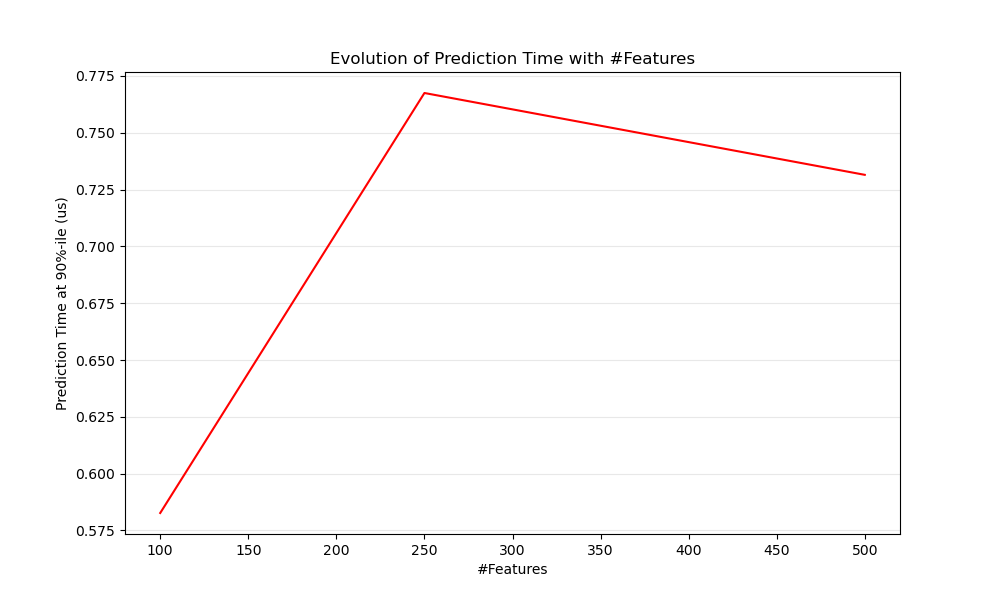 Evolution of Prediction Time with #Features
Prediction Time at 90%-ile (us)
0.775
0.750
0.725
0.700
0.675
0.650
0.625
0.600
0.575
100 150 200 250 300 350 400 450 500
#Features